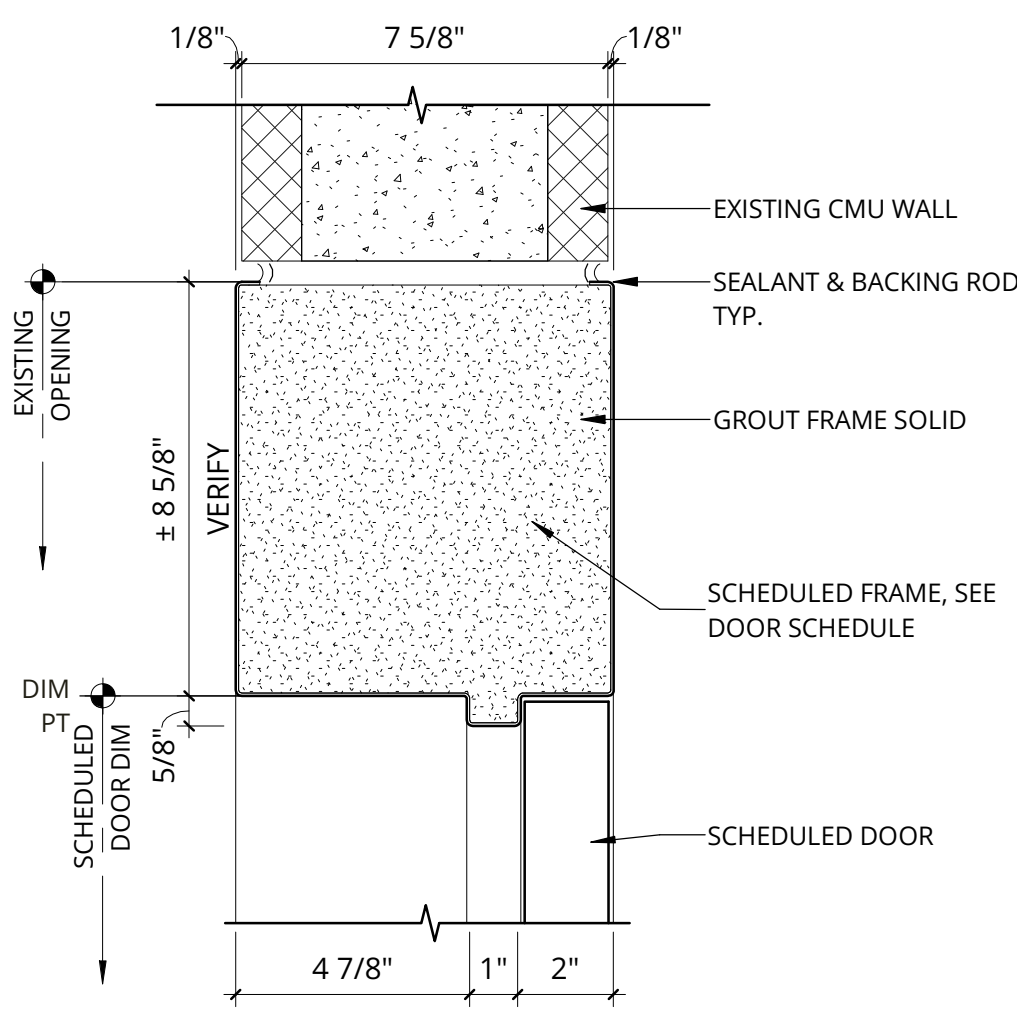 1/8"
7 5/8"
1/8"
EXISTING CMU WALL
SEALANT & BACKING ROD
TYP.
EXISTING
OPENING
GROUT FRAME SOLID
± 8 5/8"
VERIFY
SCHEDULED FRAME, SEE
DOOR SCHEDULE
DIM
PT
SCHEDULED
DOOR DIM
5/8"
SCHEDULED DOOR
4 7/8"
1"
2"